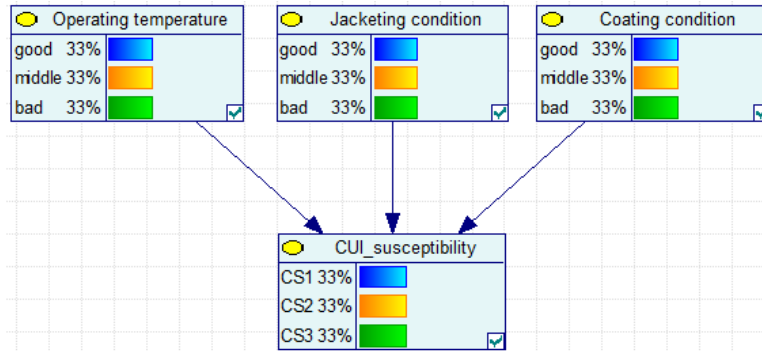 Operating temperature
good 33%
middle 33%
bad 33%
Jacketing condition
good 33%
middle 33%
bad 33%
Coating condition
good 33%
middle 33%
bad 33%
CUI_susceptibility
CS1 33%
CS2 33%
CS3 33%